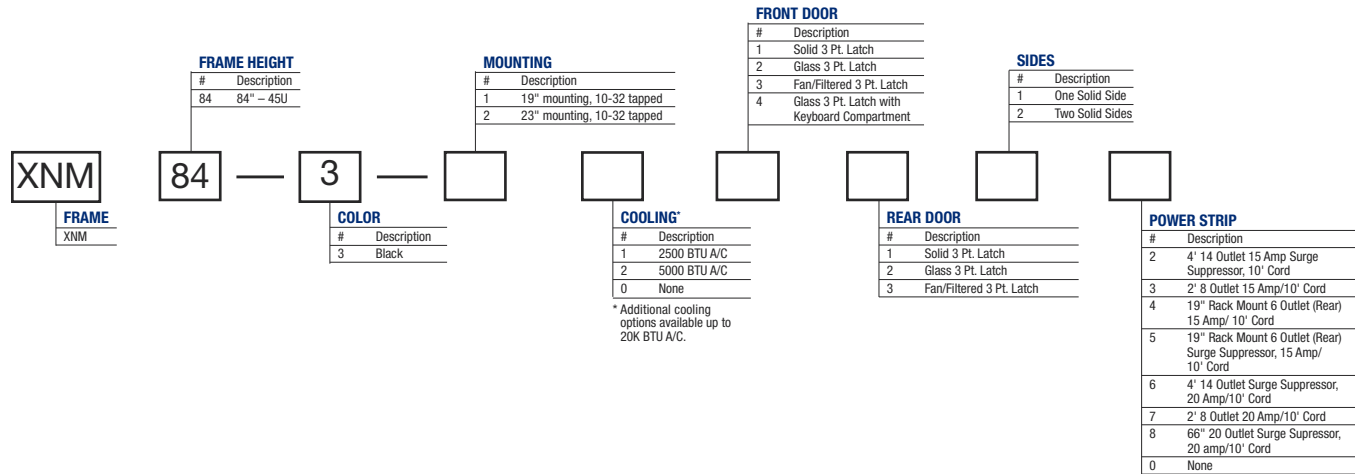 FRONT DOOR
# Description
1 Solid 3 Pt. Latch
2 Glass 3 Pt. Latch
3 Fan/Filtered 3 Pt. Latch
4 Glass 3 Pt. Latch with
Keyboard Compartment
FRAME HEIGHT
# Description
84 84" – 45U
MOUNTING
# Description
1 19" mounting, 10-32 tapped
2 23" mounting, 10-32 tapped
SIDES
# Description
1 One Solid Side
2 Two Solid Sides
XNM 84 — 3 —
FRAME
XNM
COLOR
# Description
3 Black
COOLING*
# Description
1 2500 BTU A/C
2 5000 BTU A/C
0 None
* Additional cooling
options available up to
20K BTU A/C.
REAR DOOR
# Description
1 Solid 3 Pt. Latch
2 Glass 3 Pt. Latch
3 Fan/Filtered 3 Pt. Latch
POWER STRIP
# Description
2 4' 14 Outlet 15 Amp Surge
Suppressor, 10' Cord
3 2' 8 Outlet 15 Amp/10' Cord
4 19" Rack Mount 6 Outlet (Rear)
15 Amp/ 10' Cord
5 19" Rack Mount 6 Outlet (Rear)
Surge Suppressor, 15 Amp/
10' Cord
6 4' 14 Outlet Surge Suppressor,
20 Amp/10' Cord
7 2' 8 Outlet 20 Amp/10' Cord
8 66" 20 Outlet Surge Supressor,
20 amp/10' Cord
0 None